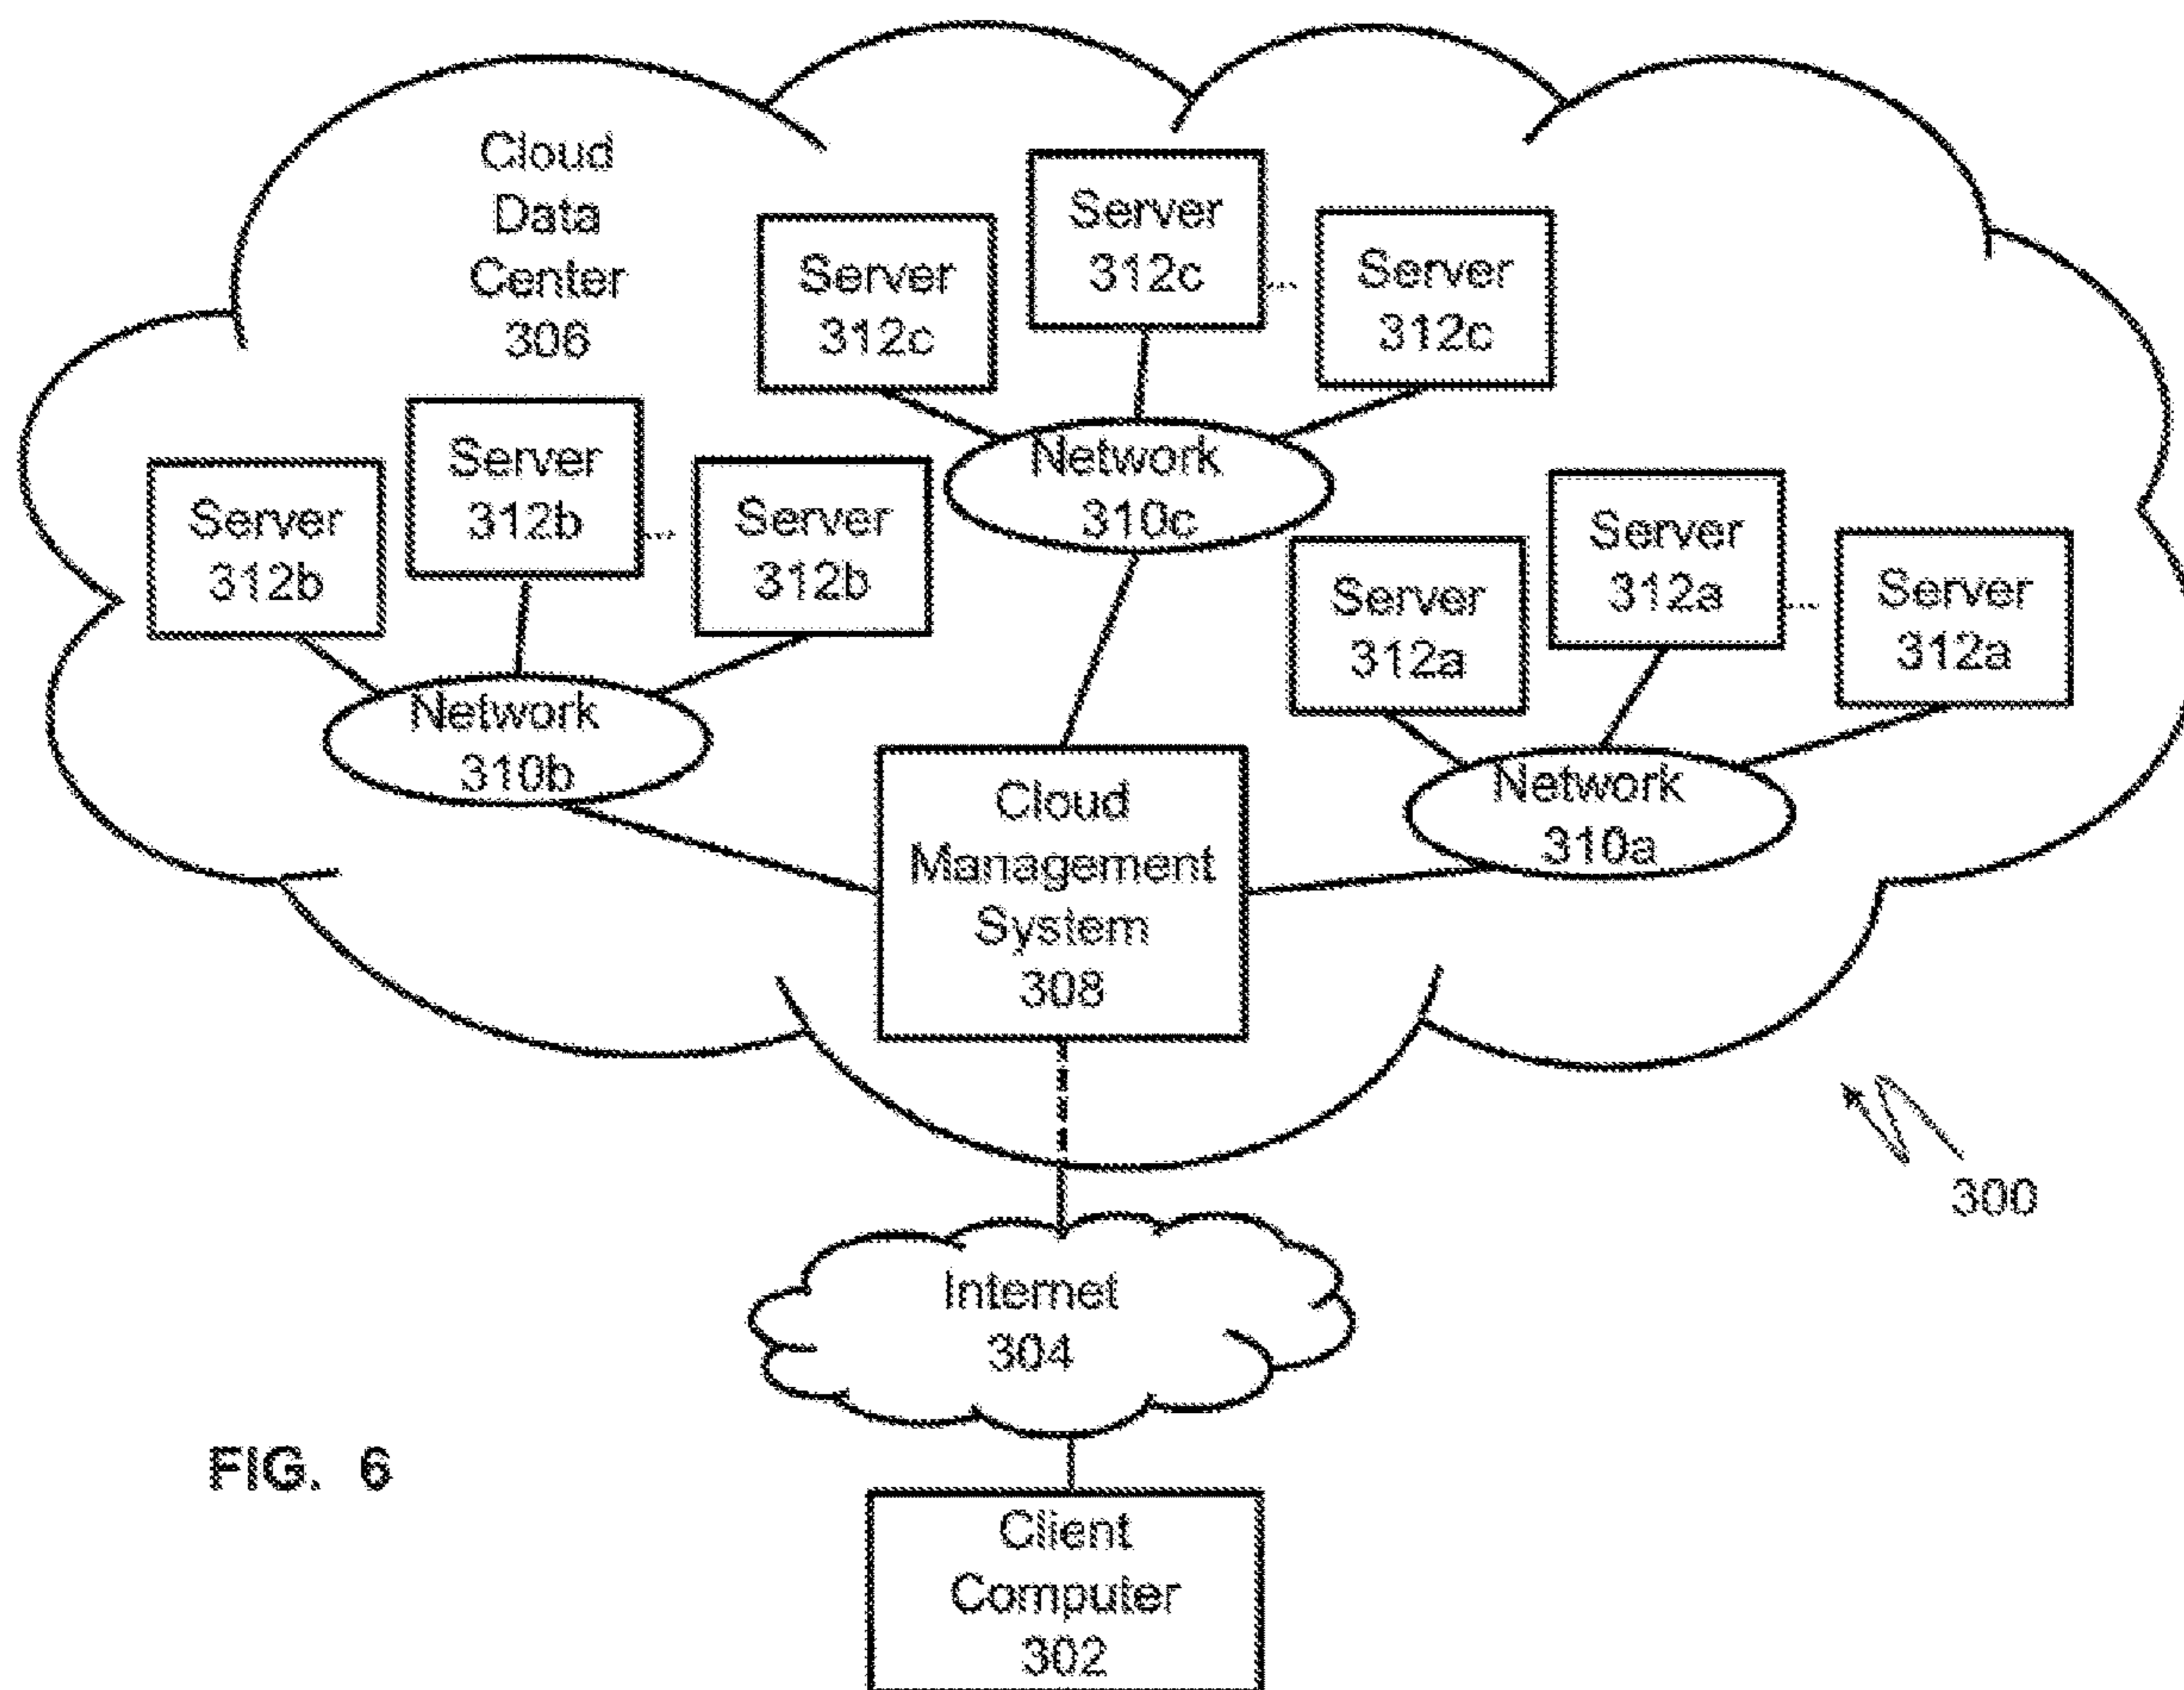 Cloud
Data
Center
306
Server
312c
Server
312c
...
Server
312c
Network
310c
Server
312b
Server
312b
...
Server
312b
Network
310b
Server
312a
Server
312a
...
Server
312a
Network
310a
Cloud
Management
System
308
300
Internet
304
FIG. 6
Client
Computer
302